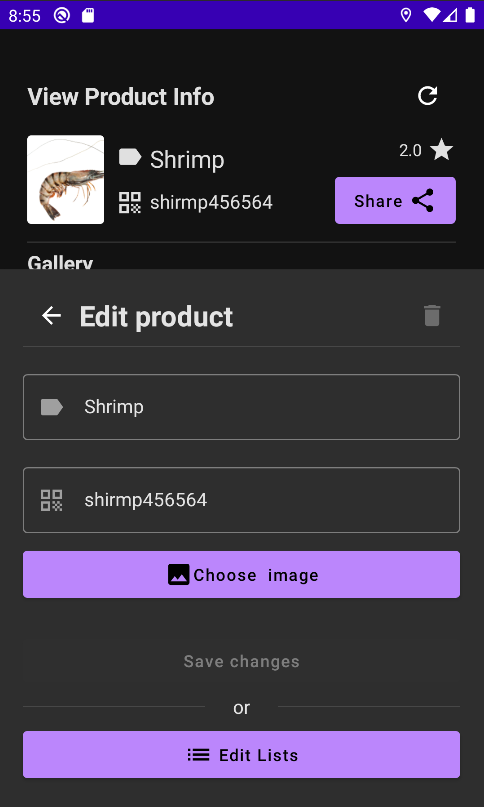 8:55
View Product Info
Shrimp
2.0
shirmp456564
Share
Gallery
Edit product
Shrimp
shirmp456564
Choose image
Save changes
or
Edit Lists